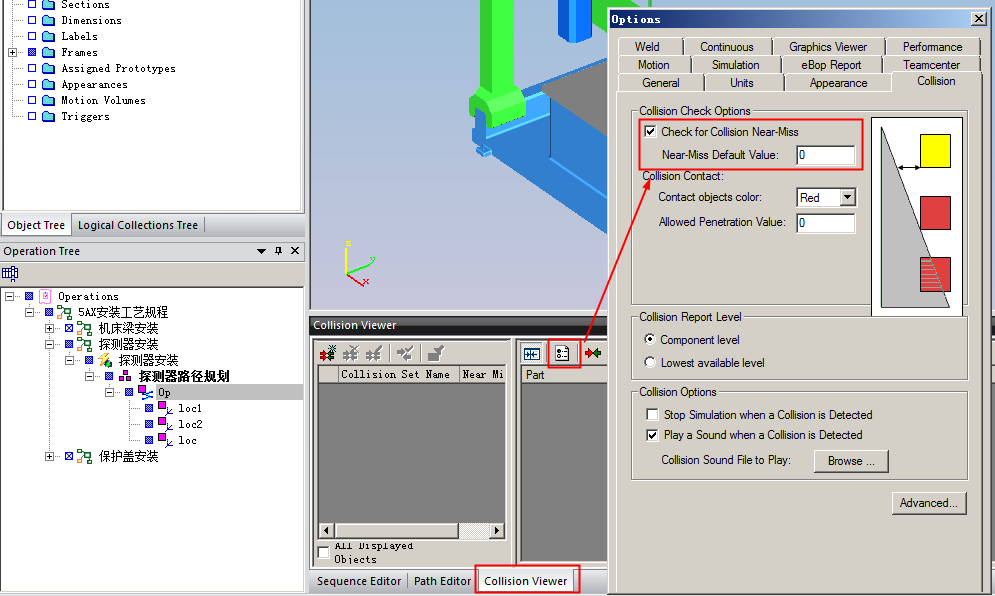 Sections
Dimensions
Labels
Frames
Assigned Prototypes
Appearances
Motion Volumes
Triggers
Object Tree
Logical Collections Tree
Operation Tree
Operations
5AX安装工艺规程
机床梁安装
探测器安装
探测器安装
探测器路径规划
Op
loc1
loc2
loc
保护盖安装
z
y
x
Collision Viewer
Collision Set Name
Near Mi
Part
All Displayed
Objects
Sequence Editor
Path Editor
Collision Viewer
Options
Weld
Continuous
Graphics Viewer
Performance
Motion
Simulation
eBop Report
Teamcenter
General
Units
Appearance
Collision
Collision Check Options
Check for Collision Near-Miss
Near-Miss Default Value:
0
Collision Contact:
Contact objects color:
Red
Allowed Penetration Value:
0
Collision Report Level
Component level
Lowest available level
Collision Options
Stop Simulation when a Collision is Detected
Play a Sound when a Collision is Detected
Collision Sound File to Play:
Browse ...
Advanced...